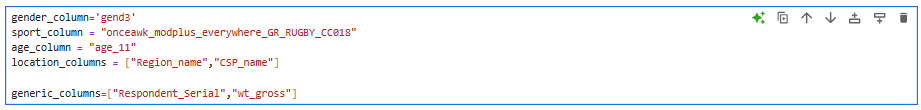 gender_column='gend3'
sport_column = "onceawk_modplus_everywhere_GR_RUGBY_CC018"
age_column = "age_11"
location_columns = ["Region_name","CSP_name"]
generic_columns=["Respondent_Serial","wt_gross"]